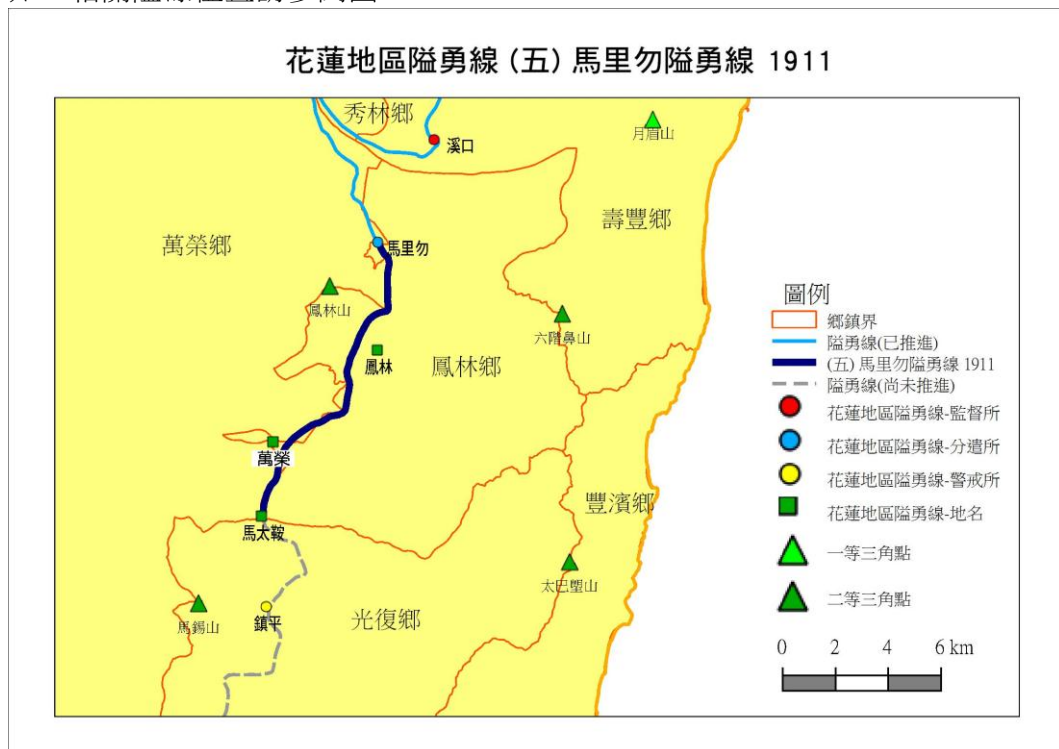 花蓮地區隘勇線 (五) 馬里勿隘勇線 1911
秀林鄉
月眉山
溪口
壽豐鄉
萬榮鄉
馬里勿
鳳林山
六階鼻山
鳳林
鳳林鄉
萬榮
豐濱鄉
馬太鞍
太巴塱山
馬錫山
鎮平
光復鄉
圖例
鄉鎮界
隘勇線(已推進)
(五) 馬里勿隘勇線 1911
隘勇線(尚未推進)
花蓮地區隘勇線-監督所
花蓮地區隘勇線-分遣所
花蓮地區隘勇線-警戒所
花蓮地區隘勇線-地名
一等三角點
二等三角點
0 2 4 6 km